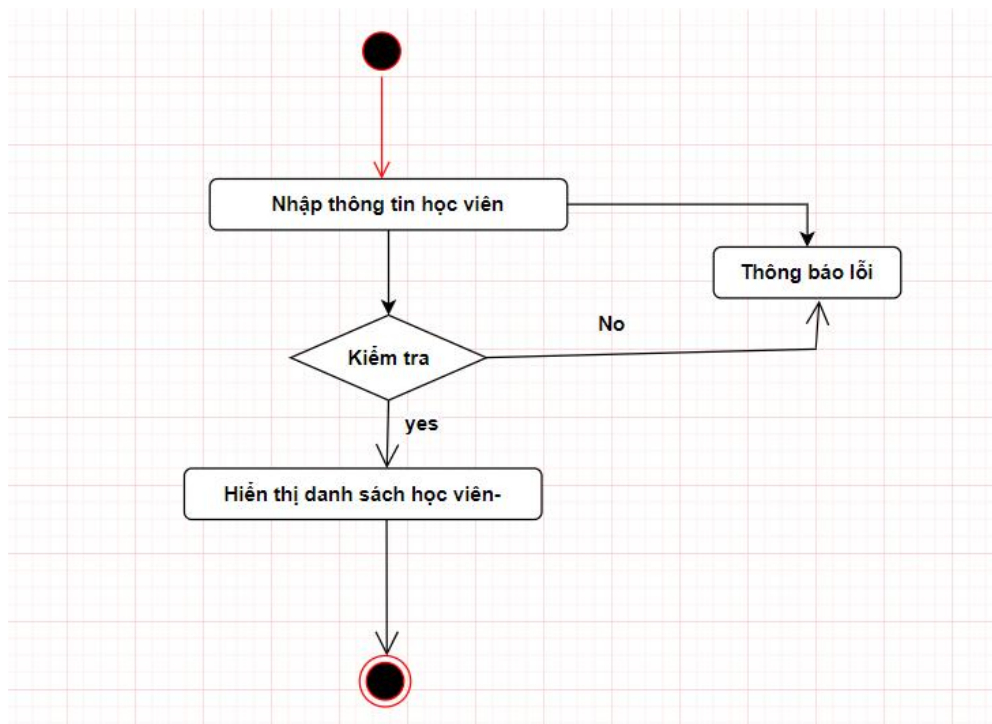 Nhập thông tin học viên
Thông báo lỗi
No
Kiểm tra
yes
Hiển thị danh sách học viên-